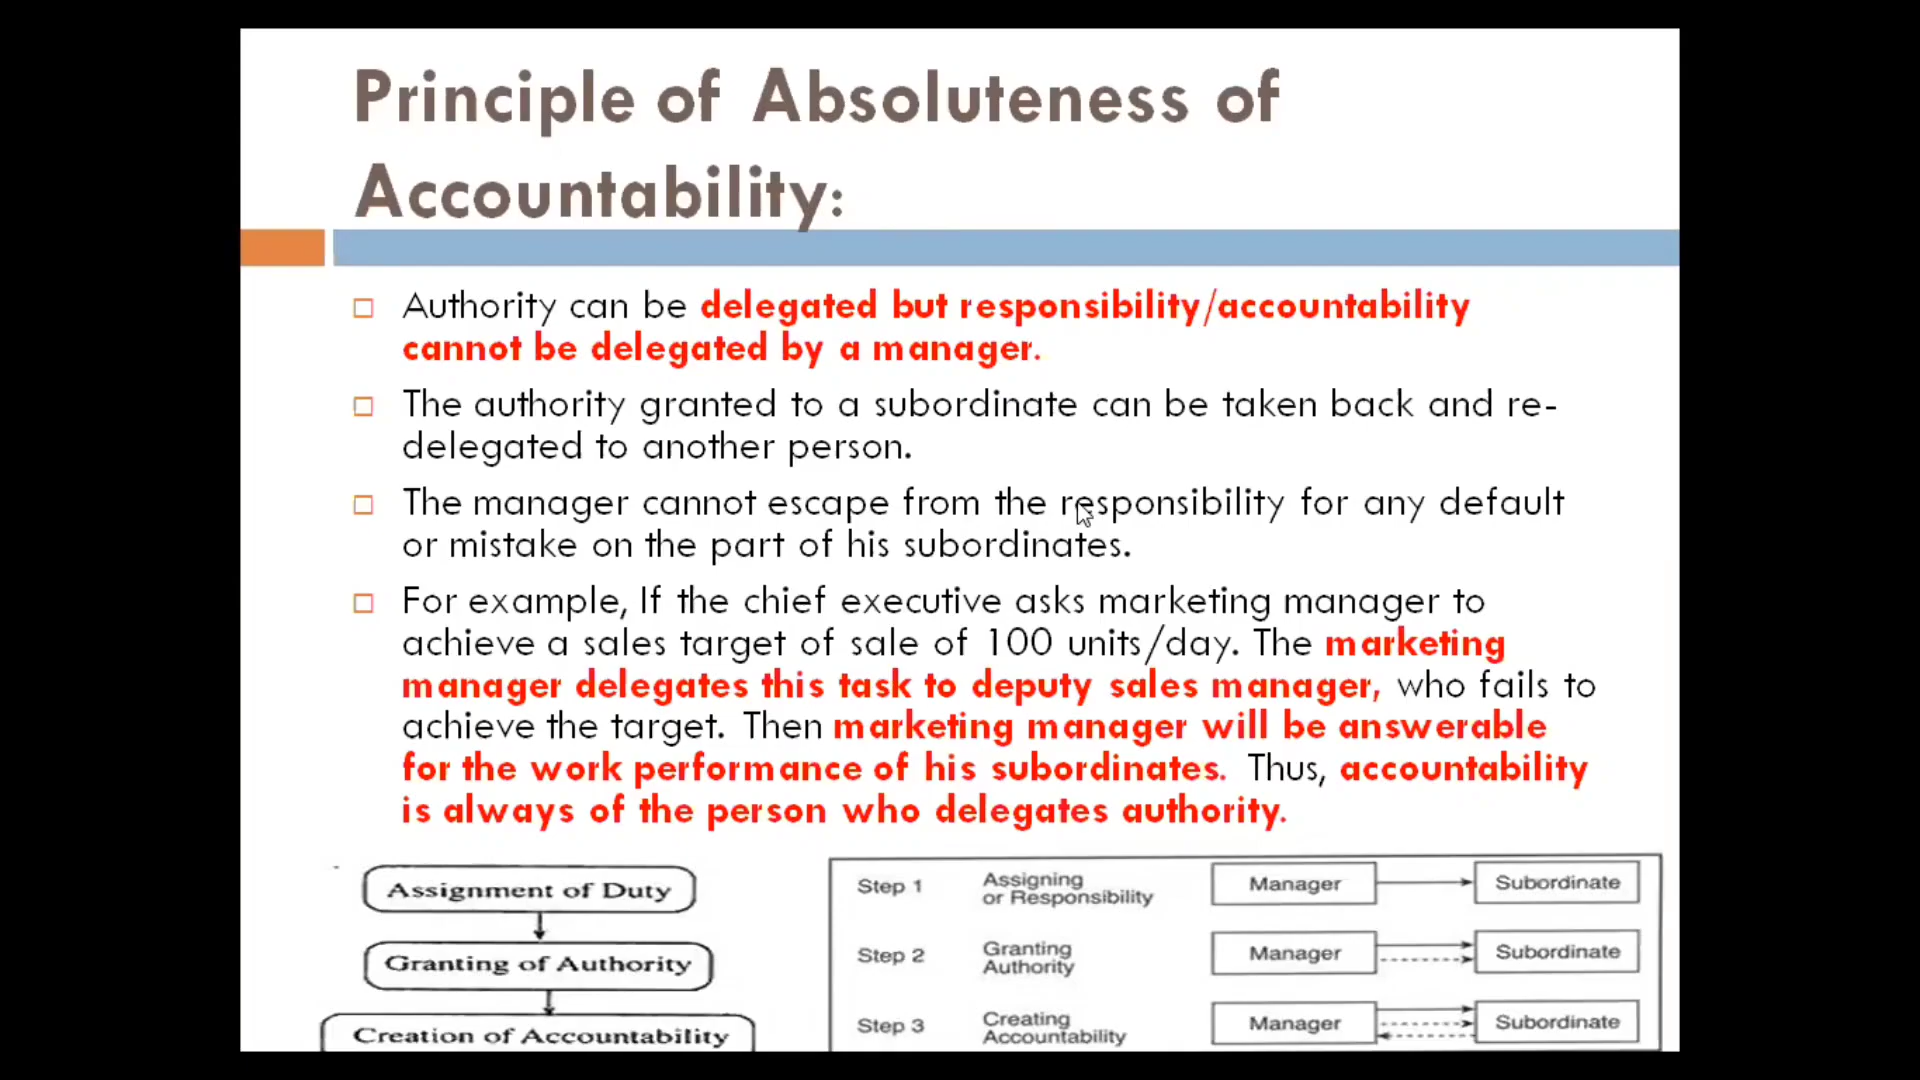 Principle of Absoluteness of
Accountability:
Authority can be delegated but responsibility/accountability
cannot be delegated by a manager.
The authority granted to a subordinate can be taken back and re-
delegated to another person.
The manager cannot escape from the responsibility for any default
or mistake on the part of his subordinates.
For example, If the chief executive asks marketing manager to
achieve a sales target of sale of 100 units/day. The marketing
manager delegates this task to deputy sales manager, who fails to
achieve the target. Then marketing manager will be answerable
for the work performance of his subordinates. Thus, accountability
is always of the person who delegates authority.
Assignment of Duty
Granting of Authority
Creation of Accountability
Step 1 Assigning Manager Subordinate
or Responsibility
Step 2 Granting Manager Subordinate
Authority
Step 3 Creating Manager Subordinate
Accountability